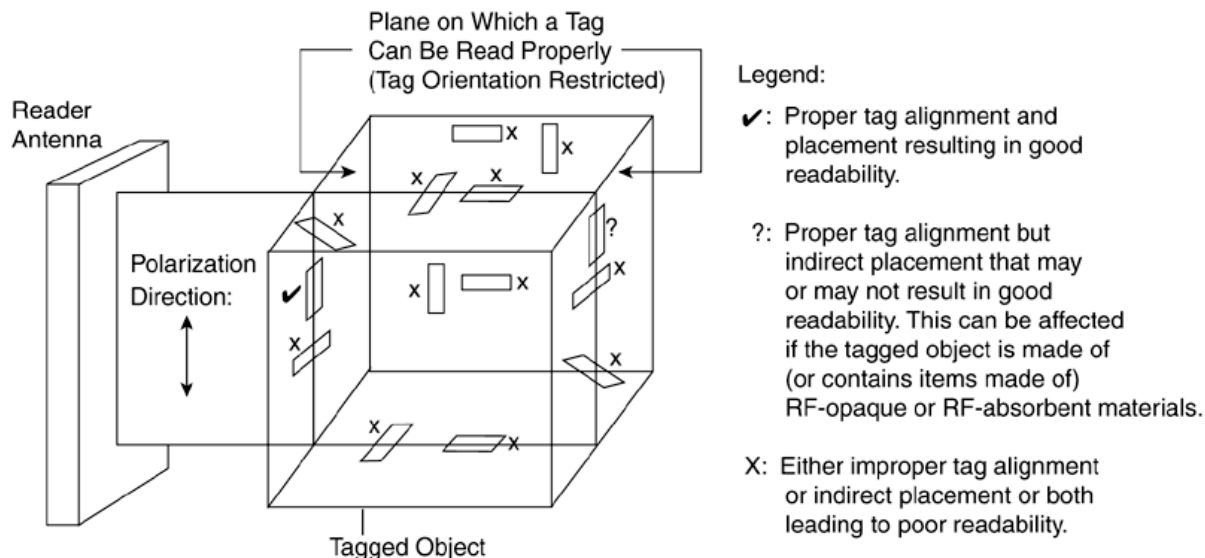 Plane on Which a Tag
Can Be Read Properly
(Tag Orientation Restricted)
Reader
Antenna
Polarization
Direction:
✔
?
x
x
x
x
x
x
x
x
x
x
x
x
x
Tagged Object
Legend:
✔: Proper tag alignment and
placement resulting in good
readability.
?: Proper tag alignment but
indirect placement that may
or may not result in good
readability. This can be affected
if the tagged object is made of
(or contains items made of)
RF-opaque or RF-absorbent materials.
X: Either improper tag alignment
or indirect placement or both
leading to poor readability.